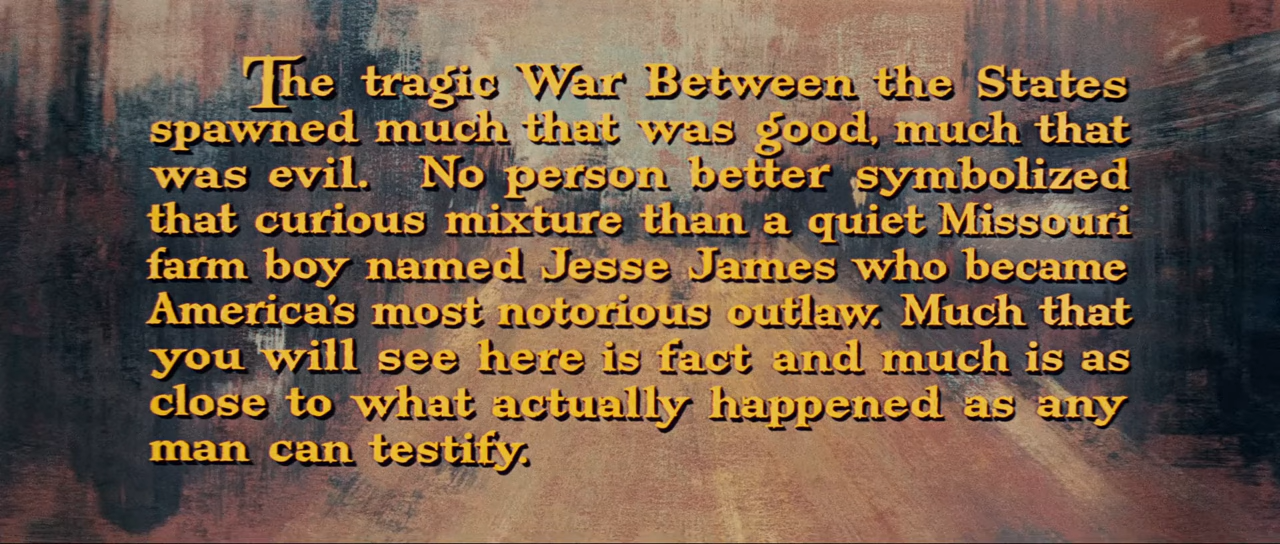 The tragic War Between the States
spawned much that was good, much that
was evil. No person better symbolized
that curious mixture than a quiet Missouri
farm boy named Jesse James who became
America's most notorious outlaw. Much that
you will see here is fact and much is as
close to what actually happened as any
man can testify.